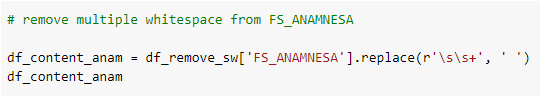 # remove multiple whitespace from FS_ANAMNESA
df_content_anam = df_remove_sw['FS_ANAMNESA'].replace(r'\s\s+', ' ')
df_content_anam